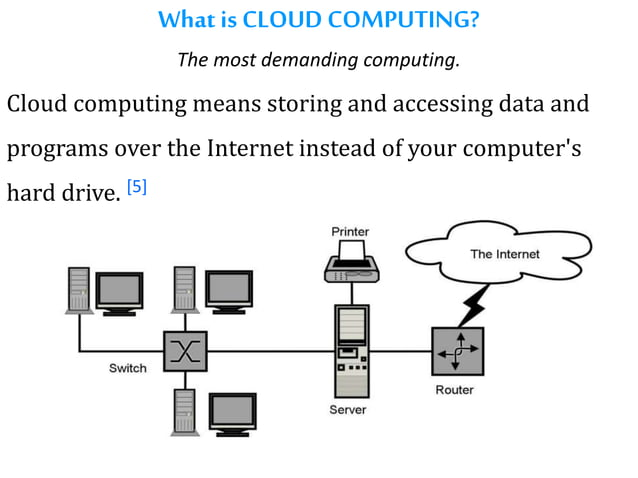 What is CLOUD COMPUTING?
The most demanding computing.
Cloud computing means storing and accessing data and
programs over the Internet instead of your computer's
hard drive. [5]
Printer
The Internet
Switch
Router
Server